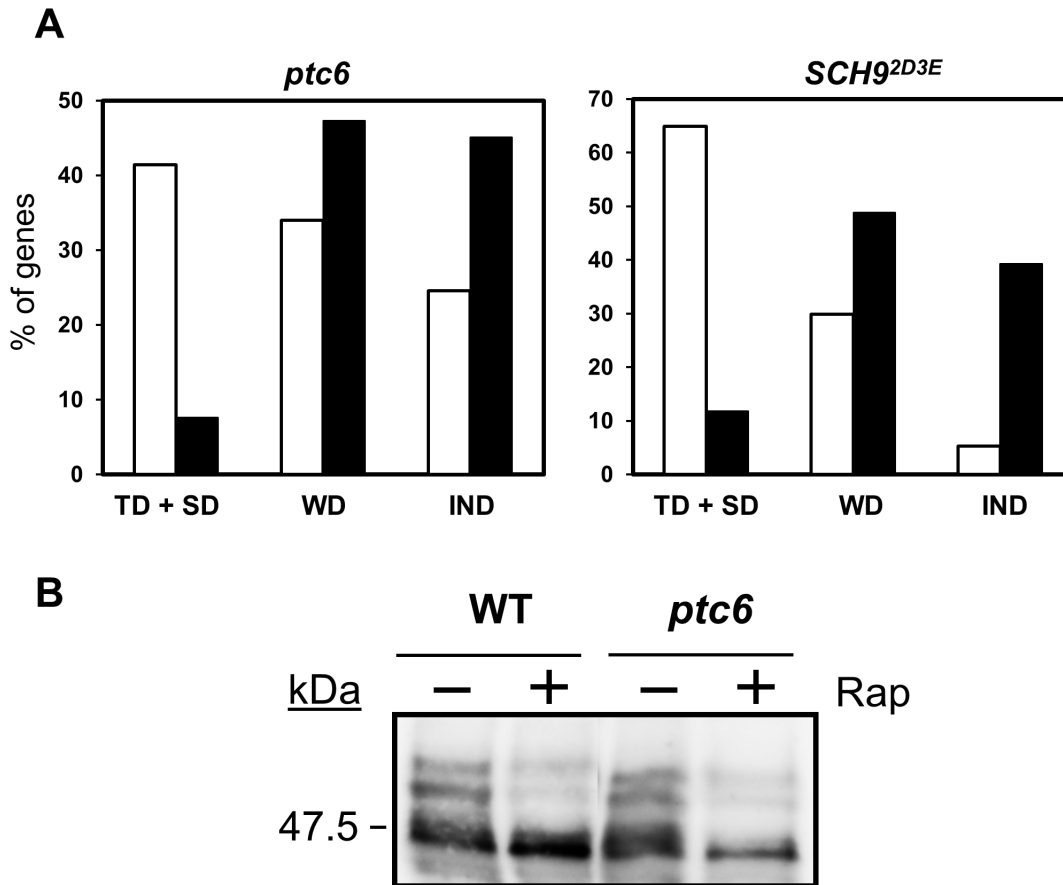 A
ptc6
SCH9^2D3E
% of genes
50
40
30
20
10
0
TD + SD
WD
IND
70
60
50
40
30
20
10
0
TD + SD
WD
IND
B
WT
ptc6
kDa
− + − +
Rap
47.5